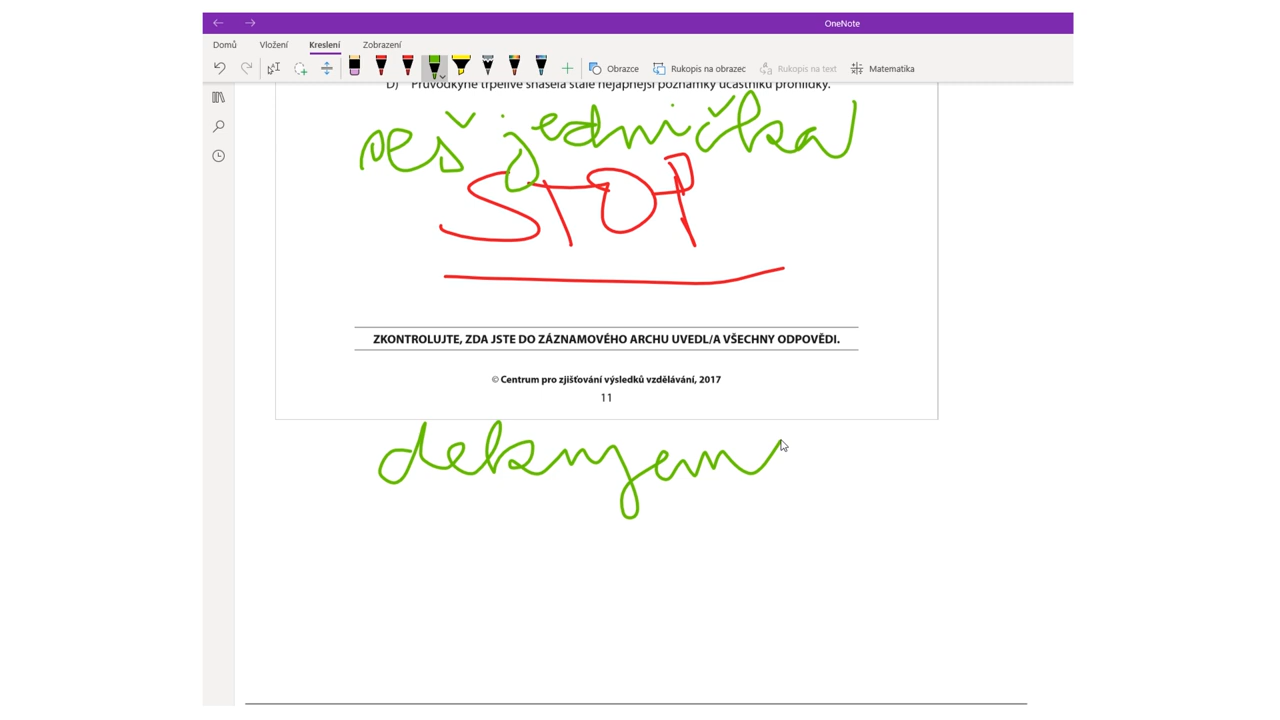 OneNote
Domů Vložení Kreslení Zobrazení
Obrazce Rukopis na obrazec Rukopis na text Matematika
D) Průvodkyně trpělivě snášela stále nejapnější poznámky účastníků prohlídky.
jednička
STOP
ZKONTROLUJTE, ZDA JSTE DO ZÁZNAMOVÉHO ARCHU UVEDL/A VŠECHNY ODPOVĚDI.
© Centrum pro zjišťování výsledků vzdělávání, 2017
11